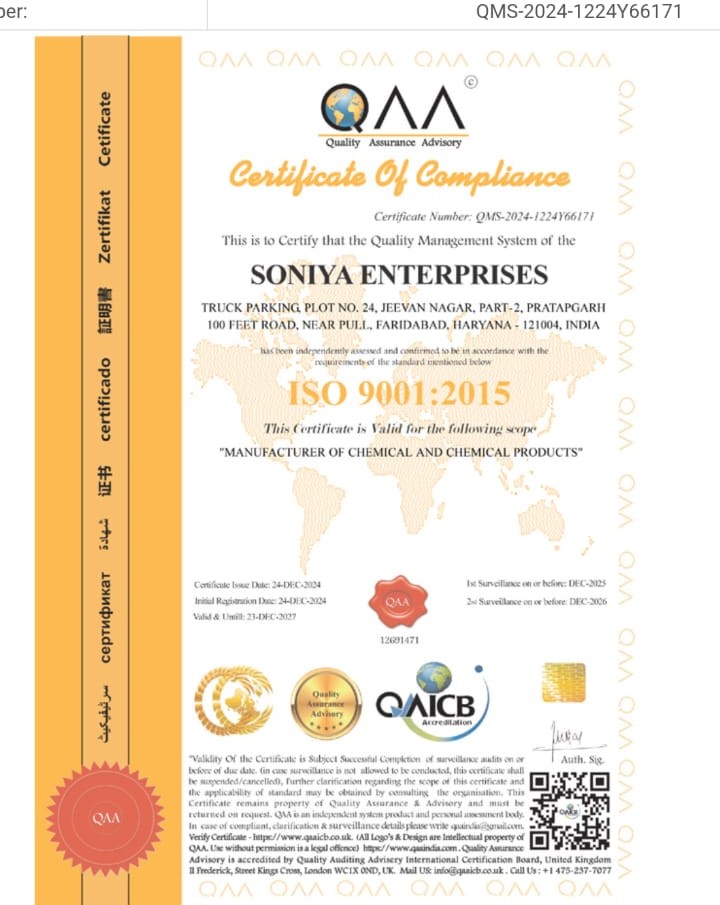 ber:
QMS-2024-1224Y66171
QAA QAA QAA QAA QAA QAA
©
QAA
Quality Assurance Advisory
Certificate Of Compliance
Certificate Number: QMS-2024-1224Y66171
This is to Certify that the Quality Management System of the
SONIYA ENTERPRISES
TRUCK PARKING, PLOT NO. 24, JEEVAN NAGAR, PART-2, PRATAPGARH
100 FEET ROAD, NEAR PULL, FARIDABAD, HARYANA - 121004, INDIA
has been independently assessed and confirmed to be in accordance with the
requirements of the standard mentioned below
ISO 9001:2015
This Certificate is Valid for the following scope
"MANUFACTURER OF CHEMICAL AND CHEMICAL PRODUCTS"
Certificate Issue Date: 24-DEC-2024
Initial Registration Date: 24-DEC-2024
Valid & Untill: 23-DEC-2027
QAA
12691471
1st Surveillance on or before: DEC-2025
2nd Surveillance on or before: DEC-2026
Quality
Assurance
Advisory
QAICB
Accreditation
Auth. Sig.
"Validity Of the Certificate is Subject Successful Completion of surveillance audits on or
before of due date. (in case surveillance is not allowed to be conducted, this certificate shall
be suspended/cancelled), Further clarification regarding the scope of this certificate and
the applicability of standard may be obtained by consulting the organisation. This
Certificate remains property of Quality Assurance & Advisory and must be
returned on request. QAA is an independent system product and personal assessment body.
In case of compliant, clarification & surveillance details please write qaaindia@gmail.com.
Verify Certificate - https://www.qaaicb.co.uk. (All Logo's & Design are Intellectual property of
QAA. Use without permission is a legal offence) https://www.qaaindia.com . Quality Assurance
Advisory is accredited by Quality Auditing Advisery International Certification Board, United Kingdom
II Frederick, Street Kings Cross, London WC1X 0ND, UK. Mail US: info@qaaicb.co.uk . Call Us : +1 475-237-7077
QAA QAA QAA QAA QAA QAA
Cetificate
Zertifikat
証明書
certificado
证书
شهادة
сертификат
سرٹیفیکیٹ
QAA